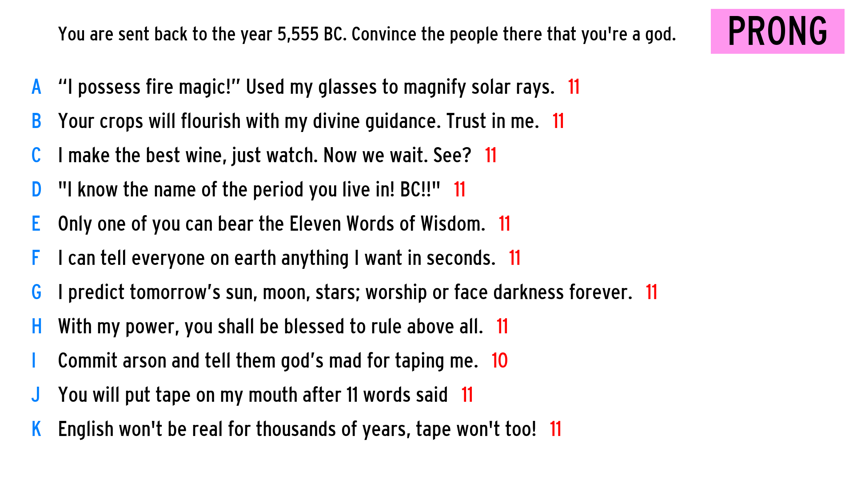 You are sent back to the year 5,555 BC. Convince the people there that you're a god.
PRONG
A “I possess fire magic!” Used my glasses to magnify solar rays. 11
B Your crops will flourish with my divine guidance. Trust in me. 11
C I make the best wine, just watch. Now we wait. See? 11
D "I know the name of the period you live in! BC!!" 11
E Only one of you can bear the Eleven Words of Wisdom. 11
F I can tell everyone on earth anything I want in seconds. 11
G I predict tomorrow’s sun, moon, stars; worship or face darkness forever. 11
H With my power, you shall be blessed to rule above all. 11
I Commit arson and tell them god’s mad for taping me. 10
J You will put tape on my mouth after 11 words said 11
K English won't be real for thousands of years, tape won't too! 11